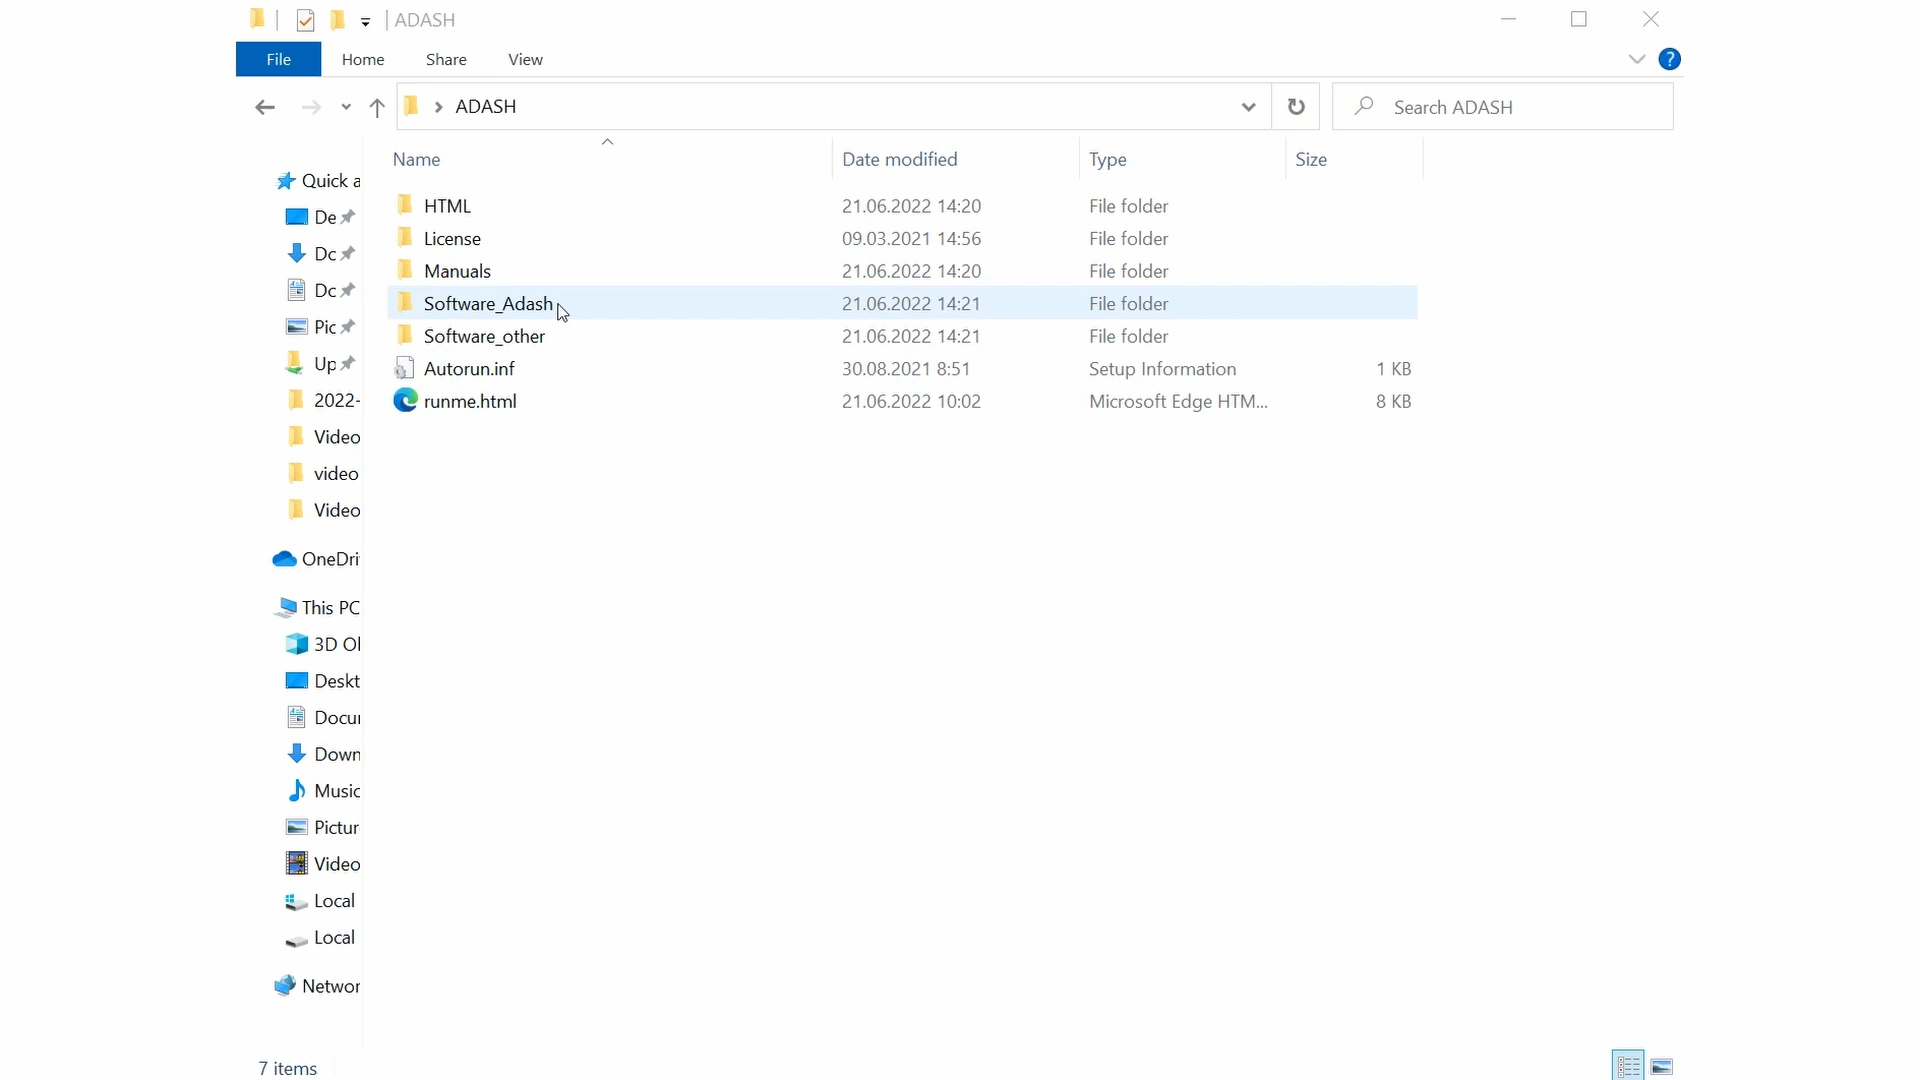 ADASH
File Home Share View
?
ADASH
Search ADASH
Name Date modified Type Size
Quick a
De
Dc
Dc
Pic
Up
2022-
Video
video
Video
OneDri
This PC
3D Ol
Deskt
Docur
Down
Music
Pictur
Video
Local
Local
Networ
HTML 21.06.2022 14:20 File folder
License 09.03.2021 14:56 File folder
Manuals 21.06.2022 14:20 File folder
Software_Adash 21.06.2022 14:21 File folder
Software_other 21.06.2022 14:21 File folder
Autorun.inf 30.08.2021 8:51 Setup Information 1 KB
runme.html 21.06.2022 10:02 Microsoft Edge HTM... 8 KB
7 items